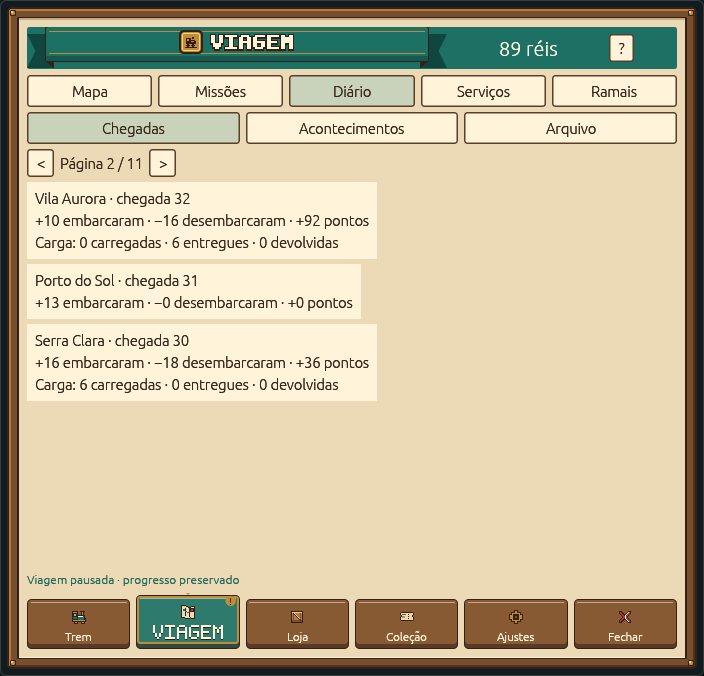 VIAGEM
89 réis
?
Mapa
Missões
Diário
Serviços
Ramais
Chegadas
Acontecimentos
Arquivo
< Página 2 / 11 >
Vila Aurora · chegada 32
+10 embarcaram · −16 desembarcaram · +92 pontos
Carga: 0 carregadas · 6 entregues · 0 devolvidas
Porto do Sol · chegada 31
+13 embarcaram · −0 desembarcaram · +0 pontos
Serra Clara · chegada 30
+16 embarcaram · −18 desembarcaram · +36 pontos
Carga: 6 carregadas · 0 entregues · 0 devolvidas
Viagem pausada · progresso preservado
Trem
!
VIAGEM
Loja
Coleção
Ajustes
Fechar